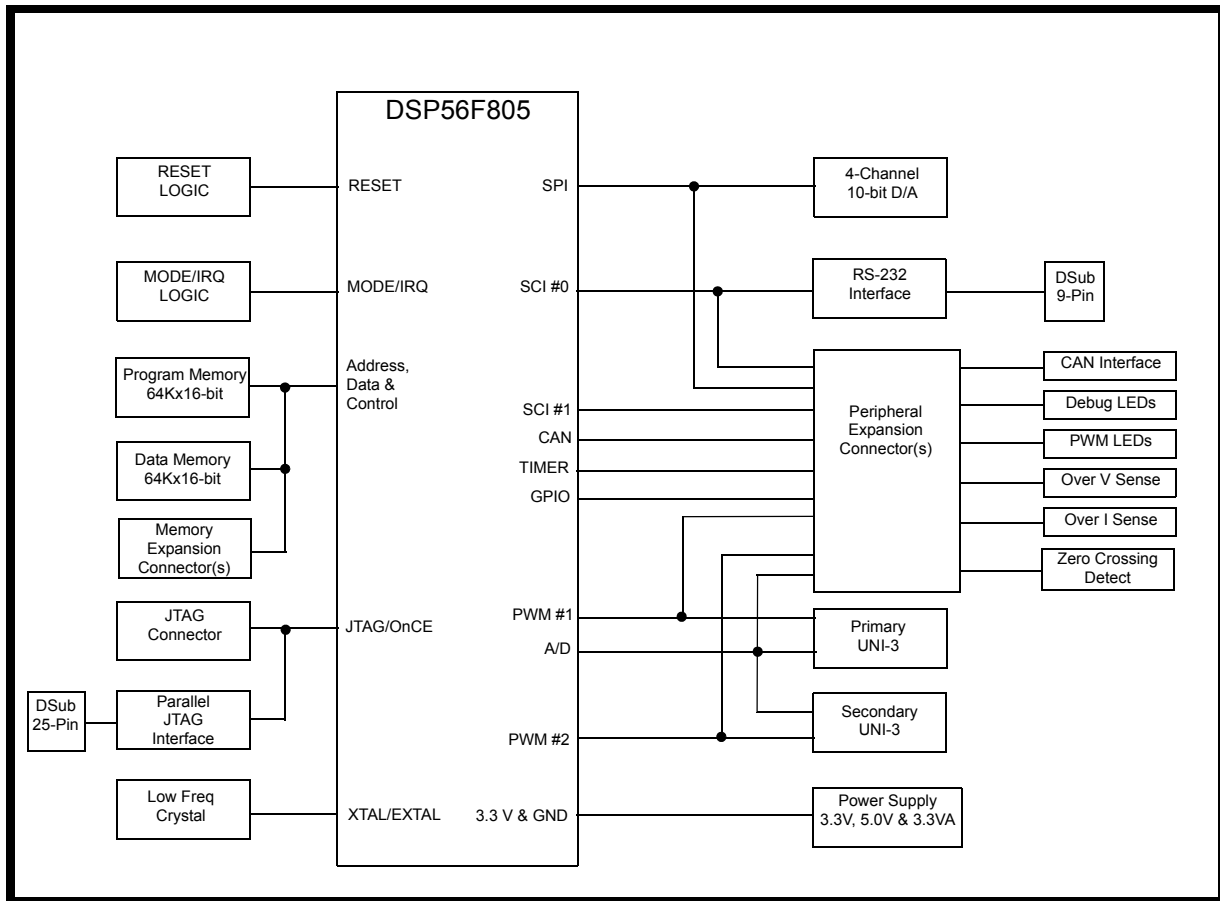 DSP56F805
RESET
LOGIC
RESET
SPI
4-Channel
10-bit D/A
MODE/IRQ
LOGIC
MODE/IRQ
SCI #0
RS-232
Interface
DSub
9-Pin
Program Memory
64Kx16-bit
Address,
Data &
Control
Data Memory
64Kx16-bit
Memory
Expansion
Connector(s)
SCI #1
CAN
TIMER
GPIO
Peripheral
Expansion
Connector(s)
CAN Interface
Debug LEDs
PWM LEDs
Over V Sense
Over I Sense
Zero Crossing
Detect
JTAG
Connector
JTAG/OnCE
PWM #1
A/D
Primary
UNI-3
DSub
25-Pin
Parallel
JTAG
Interface
PWM #2
Secondary
UNI-3
Low Freq
Crystal
XTAL/EXTAL
3.3 V & GND
Power Supply
3.3V, 5.0V & 3.3VA